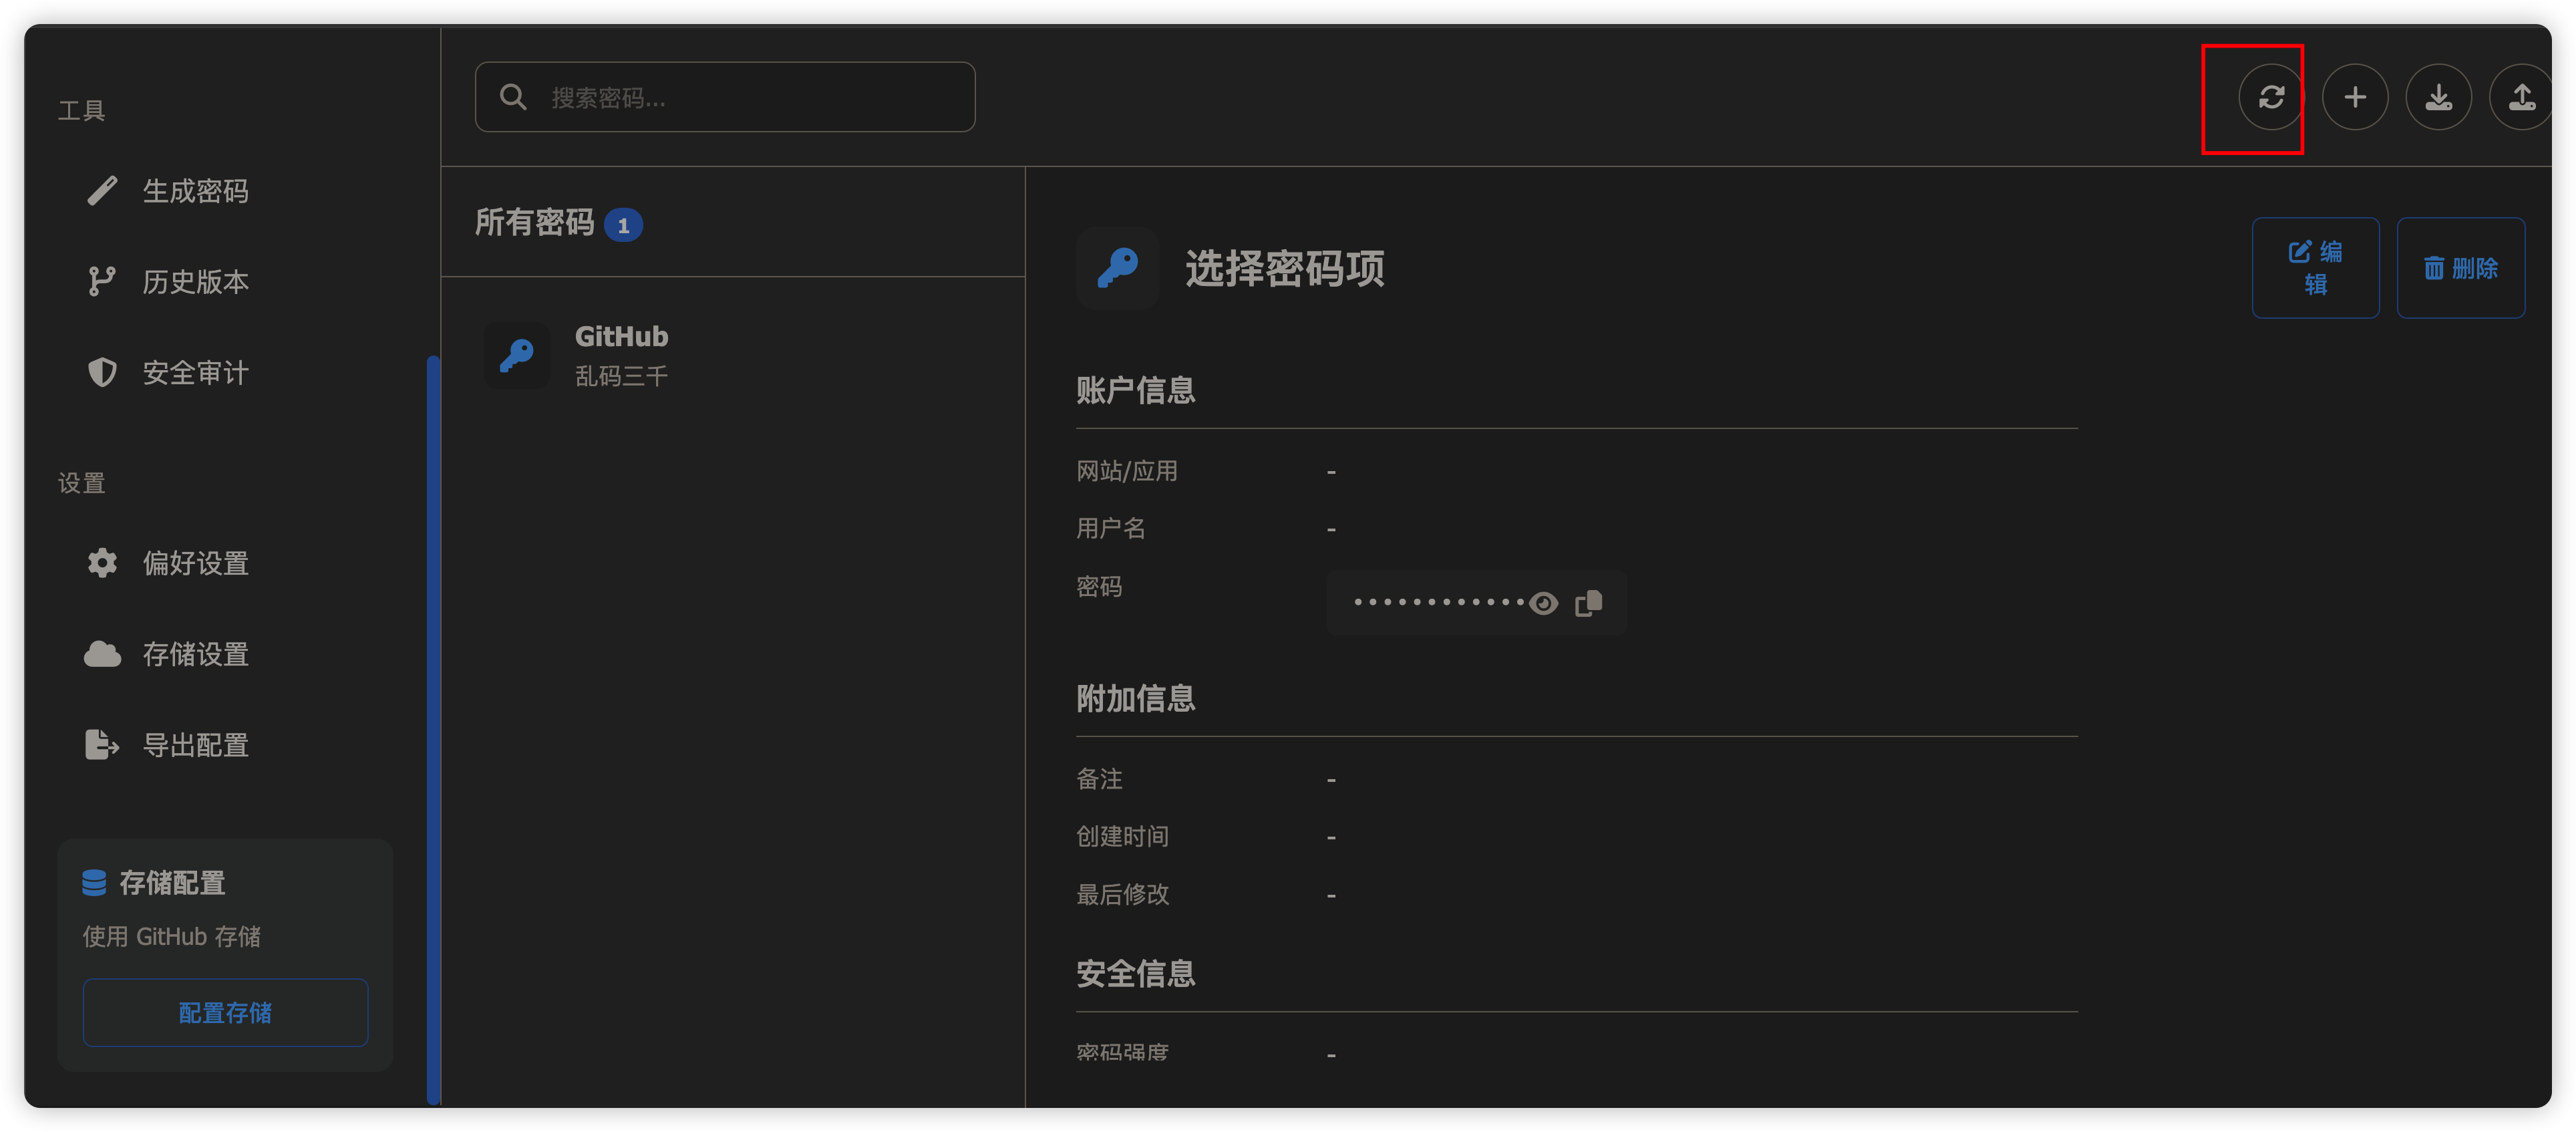 工具
生成密码
历史版本
安全审计
设置
偏好设置
存储设置
导出配置
存储配置
使用 GitHub 存储
配置存储
搜索密码...
所有密码 1
GitHub
乱码三千
选择密码项
编
辑
删除
账户信息
网站/应用 -
用户名 -
密码 ••••••••••••
附加信息
备注 -
创建时间 -
最后修改 -
安全信息
密码强度 -